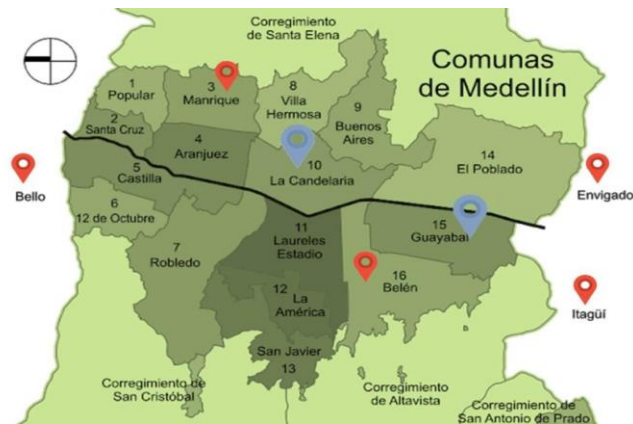 Corregimiento
de Santa Elena
Comunas
de Medellín
1
Popular
3
Manrique
8
Villa
Hermosa
9
Buenos
Aires
2
Santa Cruz
4
Aranjuez
10
La Candelaria
14
El Poblado
Bello
5
Castilla
Envigado
6
12 de Octubre
7
Robledo
11
Laureles
Estadio
15
Guayabal
16
Belén
12
La
América
Itagüí
San Javier
13
Corregimiento de
San Cristóbal
Corregimiento
de Altavista
Corregimiento de
San Antonio de Prado